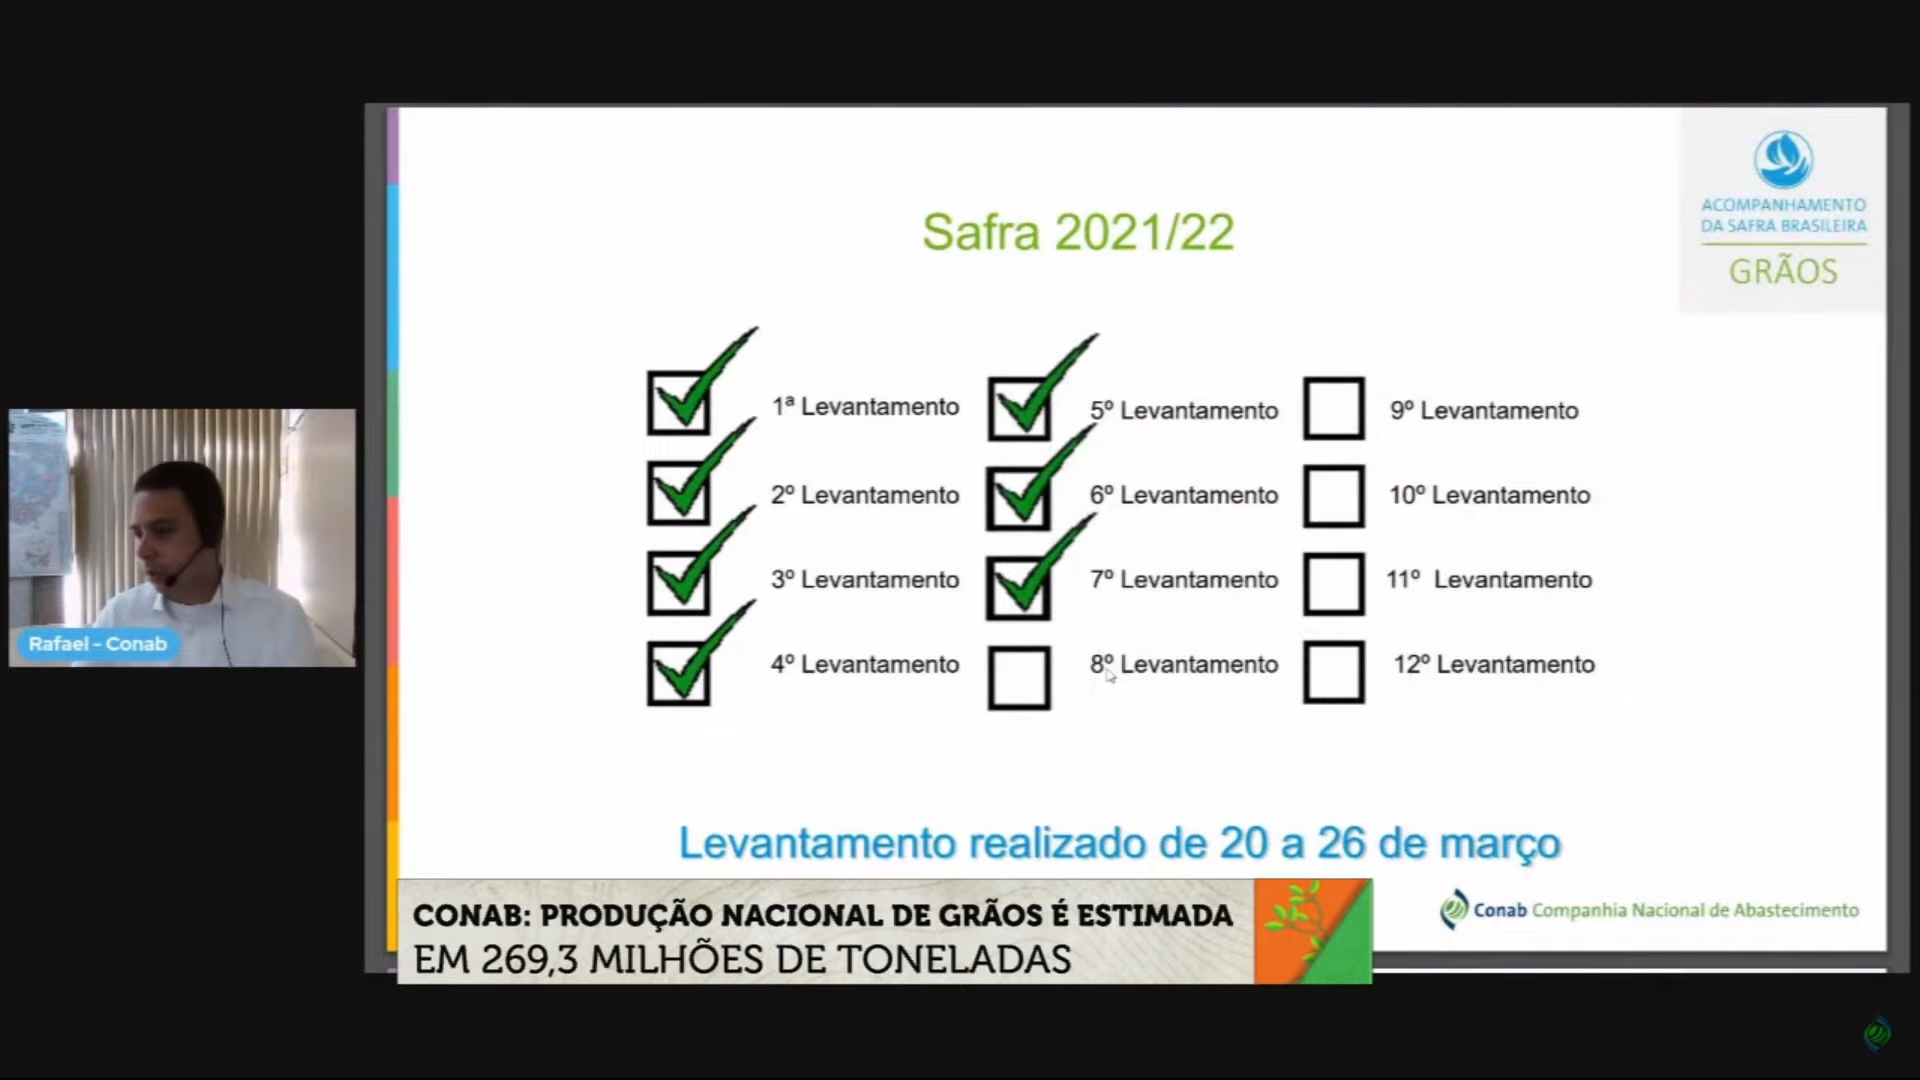 ACOMPANHAMENTO
DA SAFRA BRASILEIRA
GRÃOS
Safra 2021/22
1ª Levantamento
2º Levantamento
3º Levantamento
4º Levantamento
5º Levantamento
6º Levantamento
7º Levantamento
8º Levantamento
9º Levantamento
10º Levantamento
11º Levantamento
12º Levantamento
Rafael - Conab
Levantamento realizado de 20 a 26 de março
Conab Companhia Nacional de Abastecimento
CONAB: PRODUÇÃO NACIONAL DE GRÃOS É ESTIMADA
EM 269,3 MILHÕES DE TONELADAS